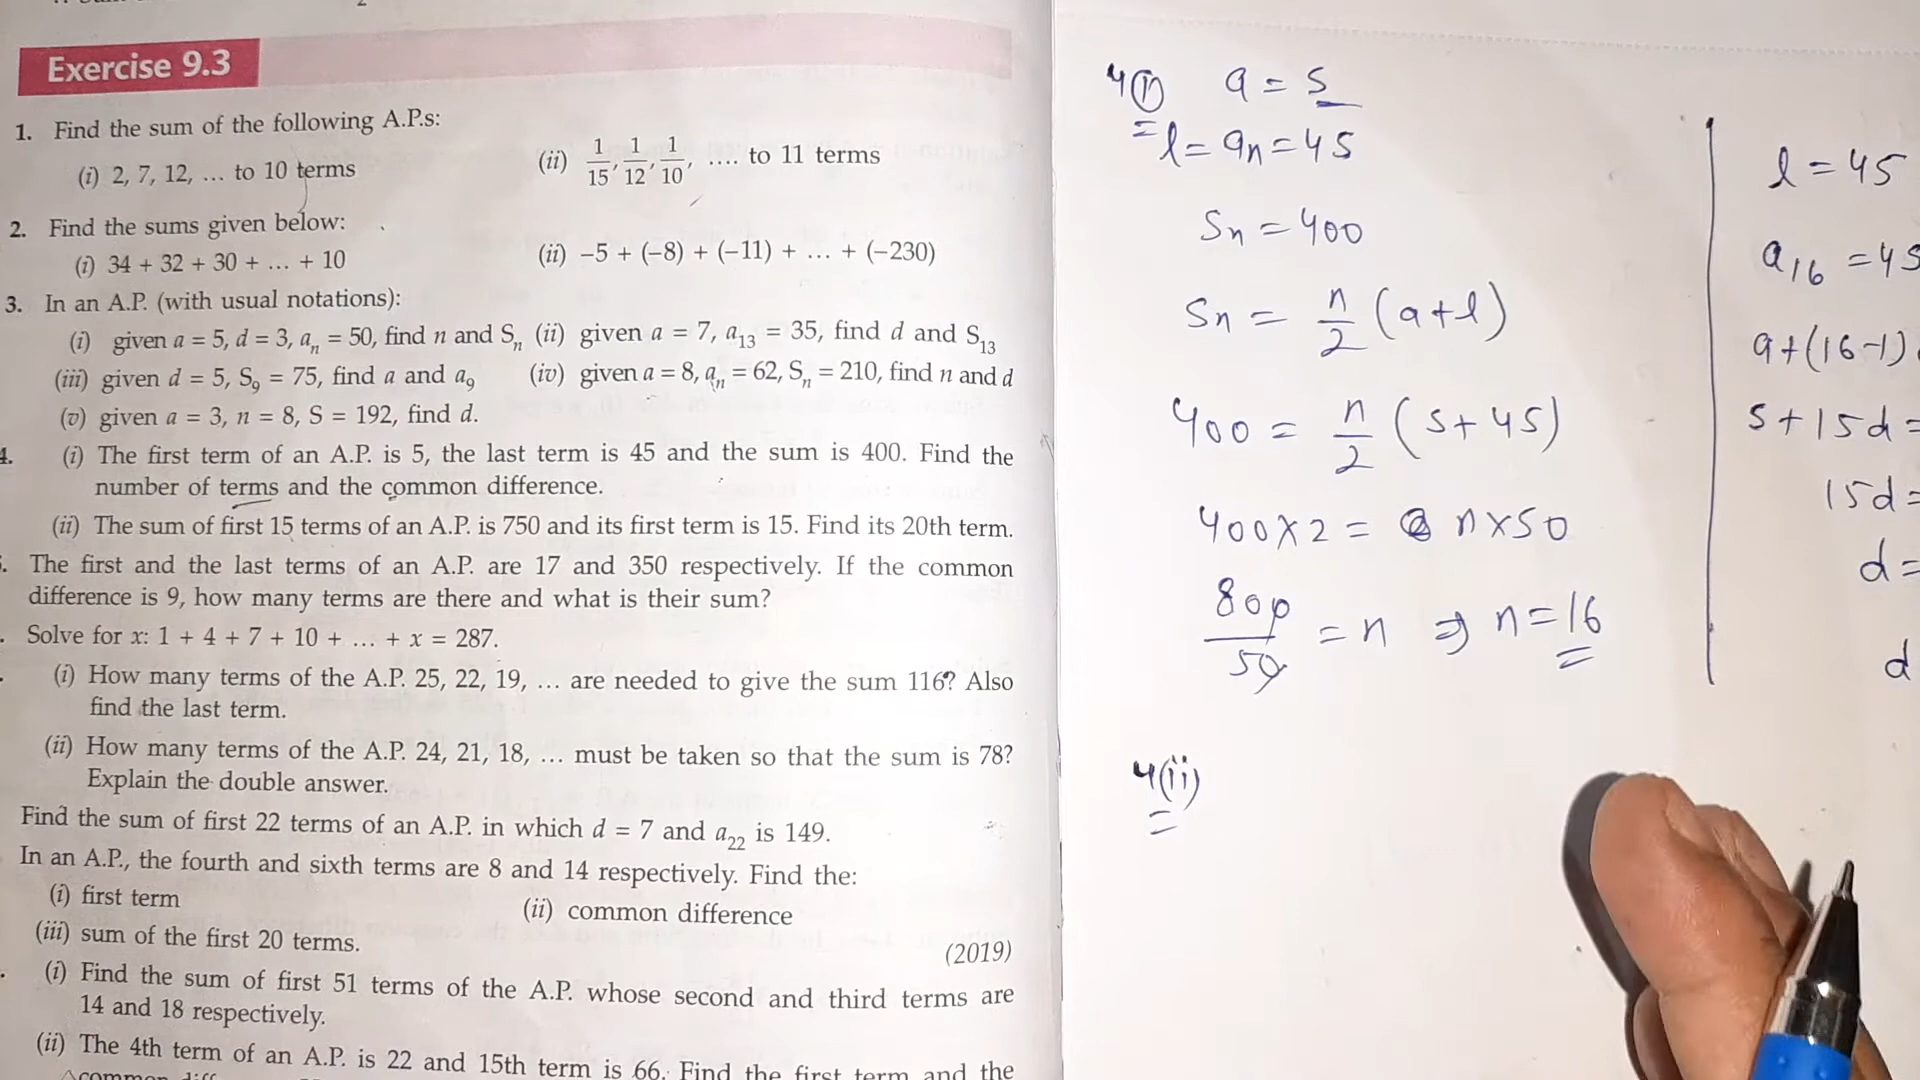 Exercise 9.3
1. Find the sum of the following A.P.s:
(i) 2, 7, 12, ... to 10 terms
(ii) 1/15, 1/12, 1/10, .... to 11 terms
2. Find the sums given below:
(i) 34 + 32 + 30 + ... + 10
(ii) −5 + (−8) + (−11) + ... + (−230)
3. In an A.P. (with usual notations):
(i) given a = 5, d = 3, aₙ = 50, find n and Sₙ (ii) given a = 7, a₁₃ = 35, find d and S₁₃
(iii) given d = 5, S₉ = 75, find a and a₉ (iv) given a = 8, aₙ = 62, Sₙ = 210, find n and d
(v) given a = 3, n = 8, S = 192, find d.
4. (i) The first term of an A.P. is 5, the last term is 45 and the sum is 400. Find the
number of terms and the common difference.
(ii) The sum of first 15 terms of an A.P. is 750 and its first term is 15. Find its 20th term.
. The first and the last terms of an A.P. are 17 and 350 respectively. If the common
difference is 9, how many terms are there and what is their sum?
. Solve for x: 1 + 4 + 7 + 10 + ... + x = 287.
(i) How many terms of the A.P. 25, 22, 19, ... are needed to give the sum 116? Also
find the last term.
(ii) How many terms of the A.P. 24, 21, 18, ... must be taken so that the sum is 78?
Explain the double answer.
Find the sum of first 22 terms of an A.P. in which d = 7 and a₂₂ is 149.
In an A.P., the fourth and sixth terms are 8 and 14 respectively. Find the:
(i) first term
(ii) common difference
(iii) sum of the first 20 terms.
(2019)
. (i) Find the sum of first 51 terms of the A.P. whose second and third terms are
14 and 18 respectively.
(ii) The 4th term of an A.P. is 22 and 15th term is 66. Find the first term and the
4(i) a = 5
l = aₙ = 45
Sₙ = 400
Sₙ = n/2 (a+l)
400 = n/2 (5+45)
400×2 = n×50
800/50 = n ⇒ n = 16
4(ii)
l = 45
a₁₆ = 45
a+(16-1)
5+15d=
15d=
d=
d